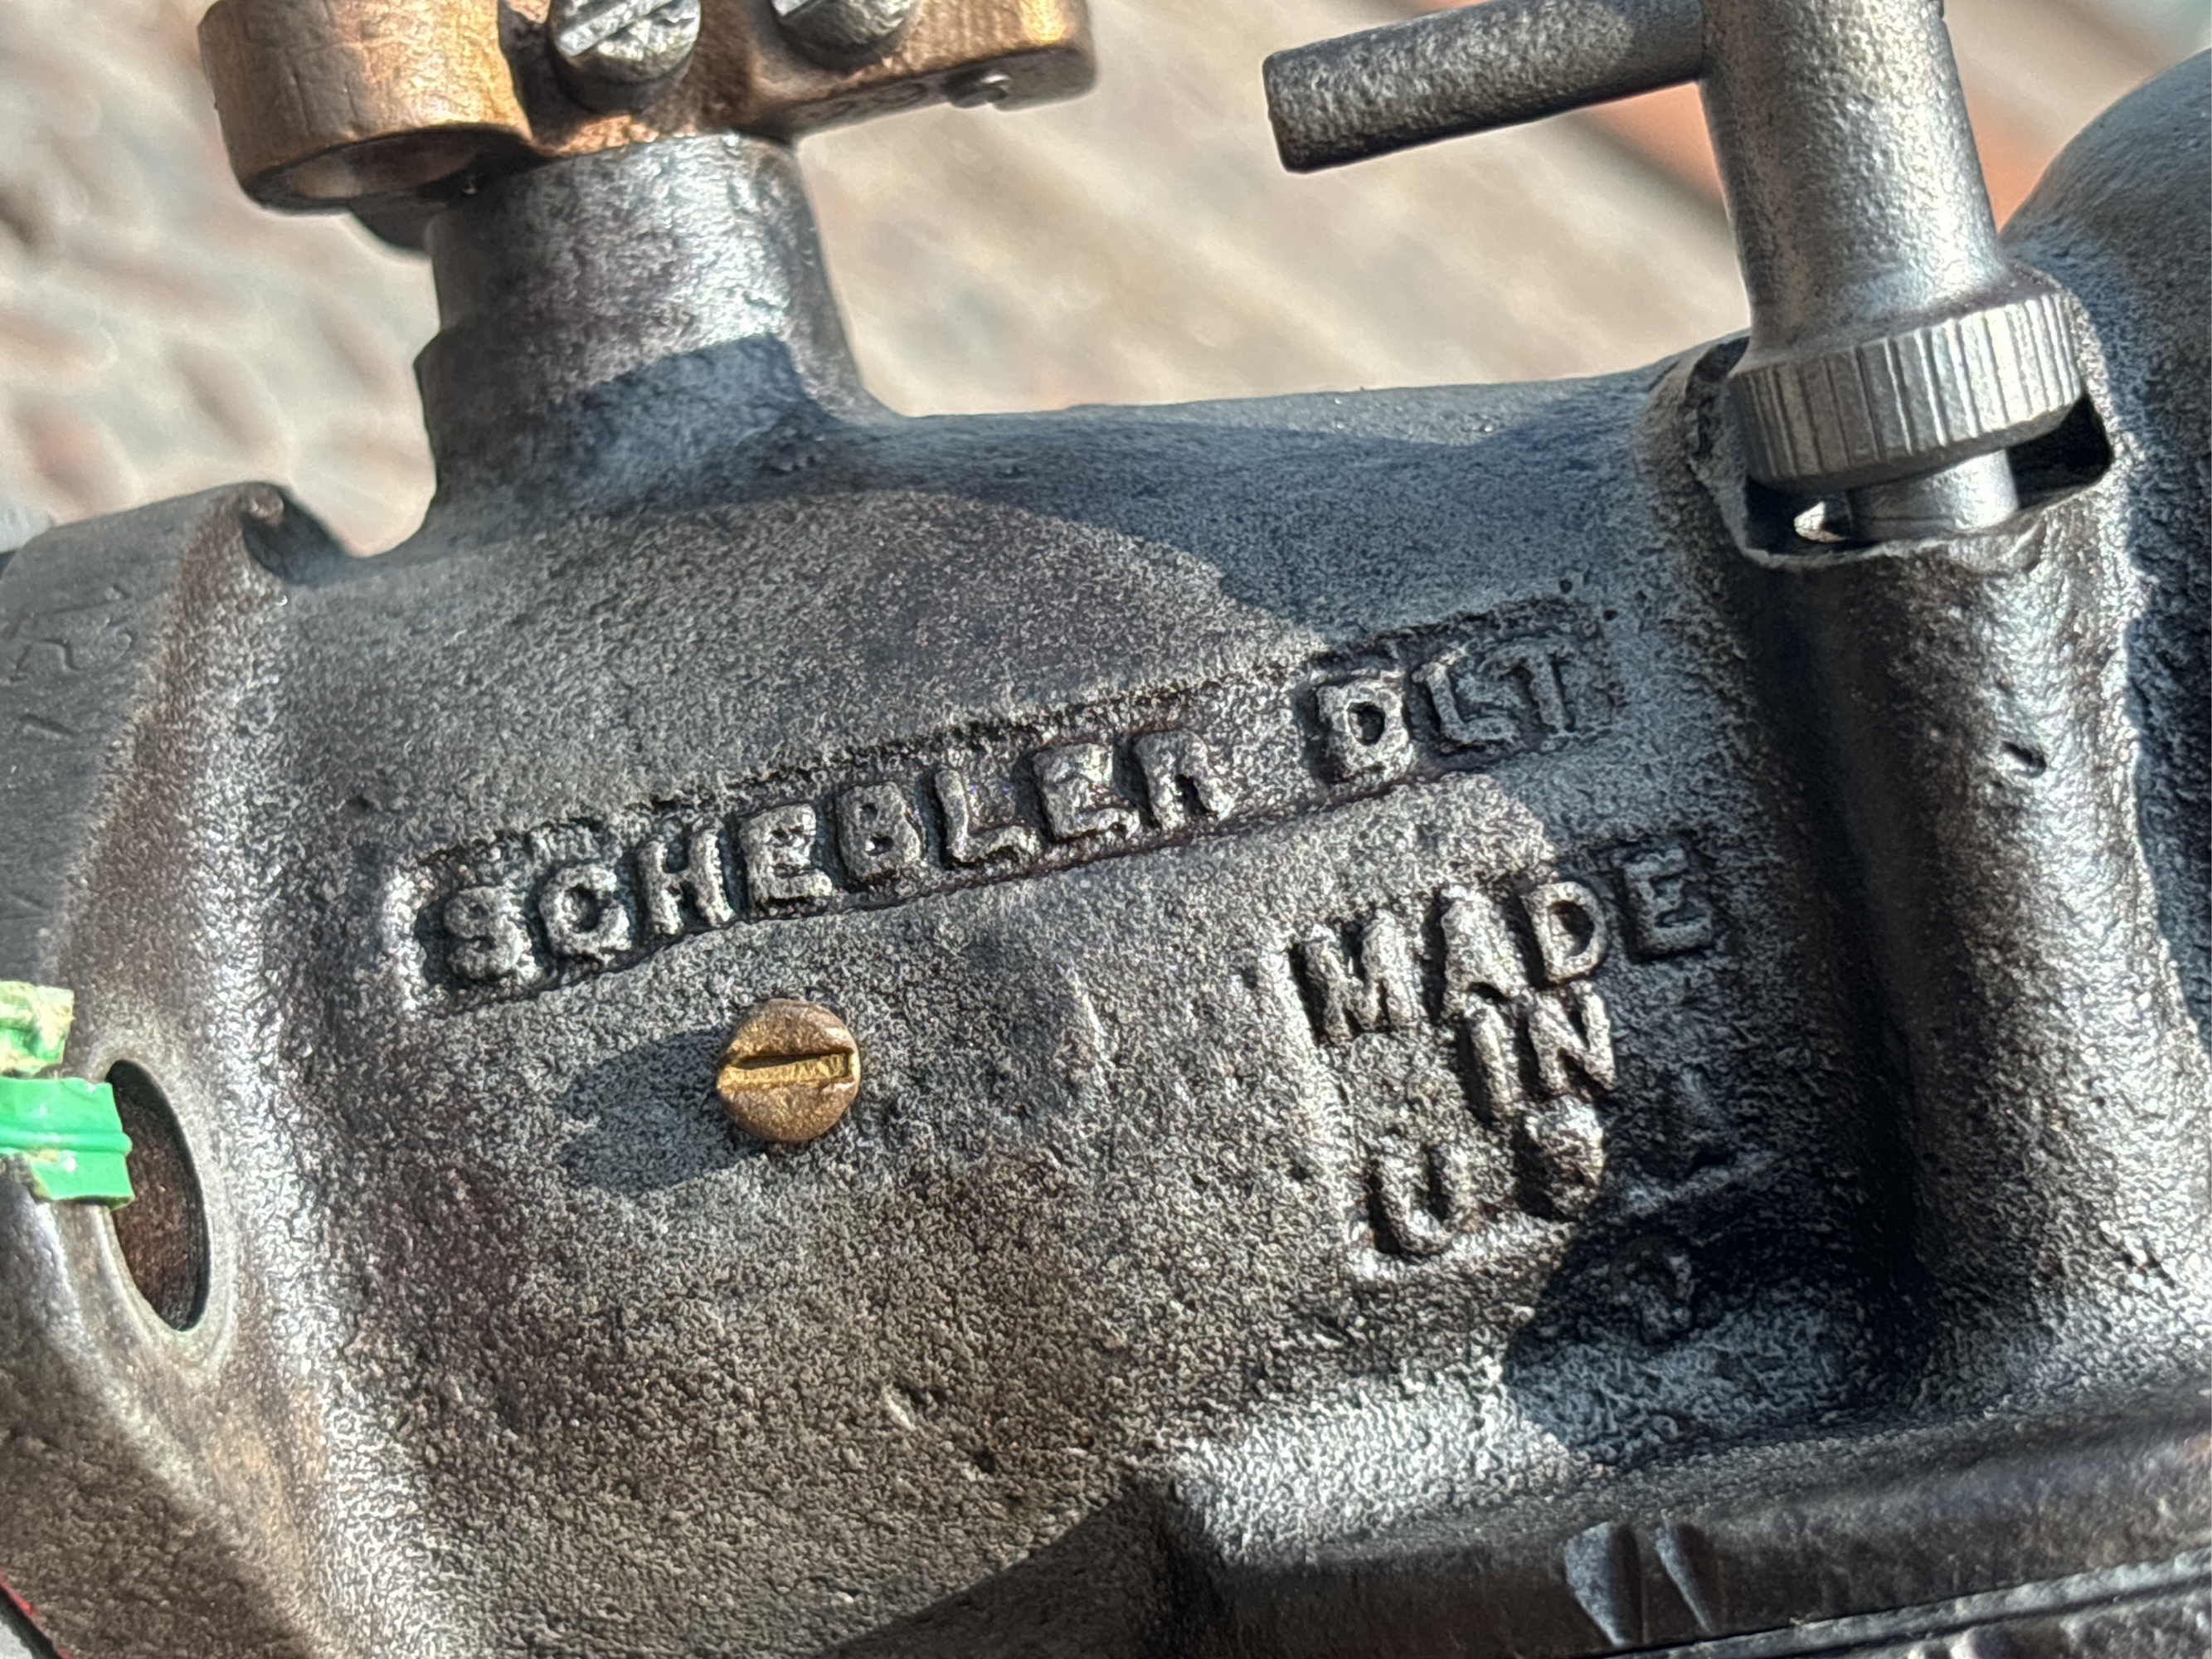 SCHEBLER DLT
MADE
IN
U S A